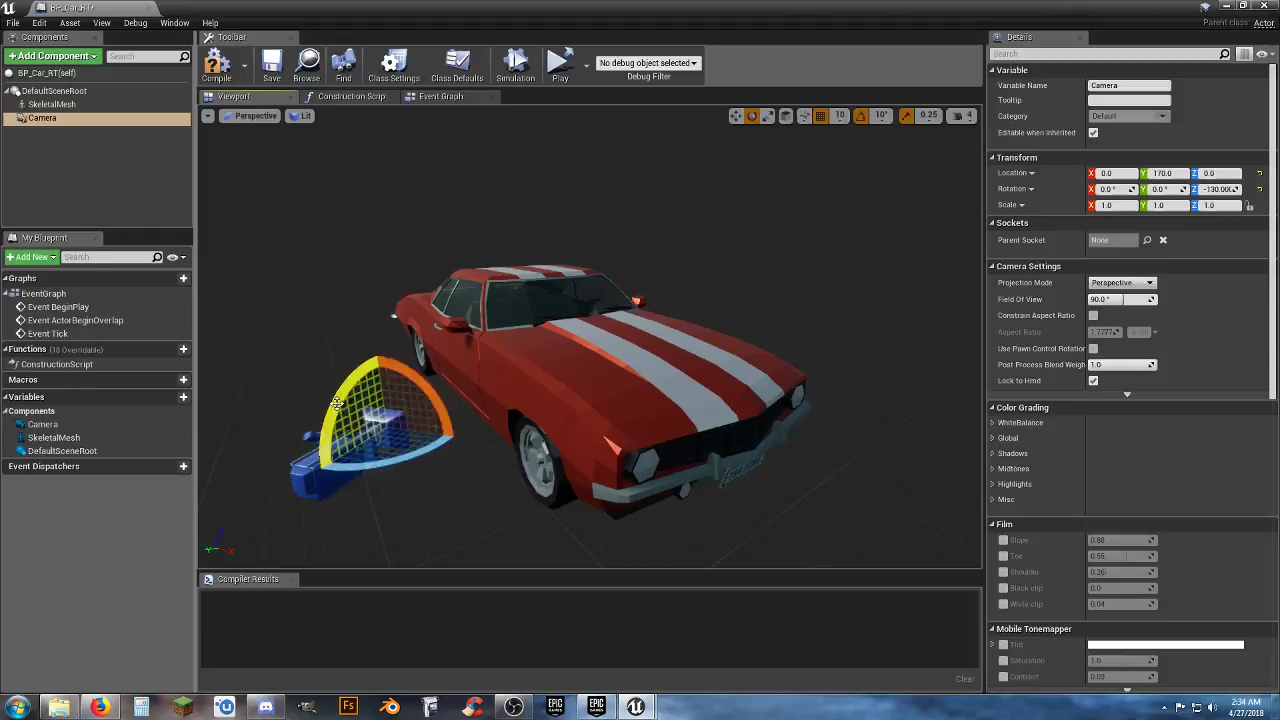 BP_Car_RT*
File Edit Asset View Debug Window Help
Parent class: Actor
Components
+ Add Component
Search
BP_Car_RT(self)
DefaultSceneRoot
SkeletalMesh
Camera
My Blueprint
+ Add New
Search
Graphs
EventGraph
Event BeginPlay
Event ActorBeginOverlap
Event Tick
Functions (18 Overridable)
ConstructionScript
Macros
Variables
Components
Camera
SkeletalMesh
DefaultSceneRoot
Event Dispatchers
Toolbar
Compile Save Browse Find Class Settings Class Defaults Simulation Play
No debug object selected
Debug Filter
Viewport Construction Scrip Event Graph
Perspective Lit
10 10° 0.25 4
Compiler Results
Clear
Details
Search
Variable
Variable Name Camera
Tooltip
Category Default
Editable when Inherited
Transform
Location X 0.0 Y 170.0 Z 0.0
Rotation X 0.0 ° Y 0.0 ° Z -130.00(
Scale X 1.0 Y 1.0 Z 1.0
Sockets
Parent Socket None
Camera Settings
Projection Mode Perspective
Field Of View 90.0 °
Constrain Aspect Ratio
Aspect Ratio 1.7777
Use Pawn Control Rotation
Post Process Blend Weigh 1.0
Lock to Hmd
Color Grading
WhiteBalance
Global
Shadows
Midtones
Highlights
Misc
Film
Slope 0.88
Toe 0.55
Shoulder 0.26
Black clip 0.0
White clip 0.04
Mobile Tonemapper
Tint
Saturation 1.0
Contrast 0.03
2:34 AM
4/27/2018